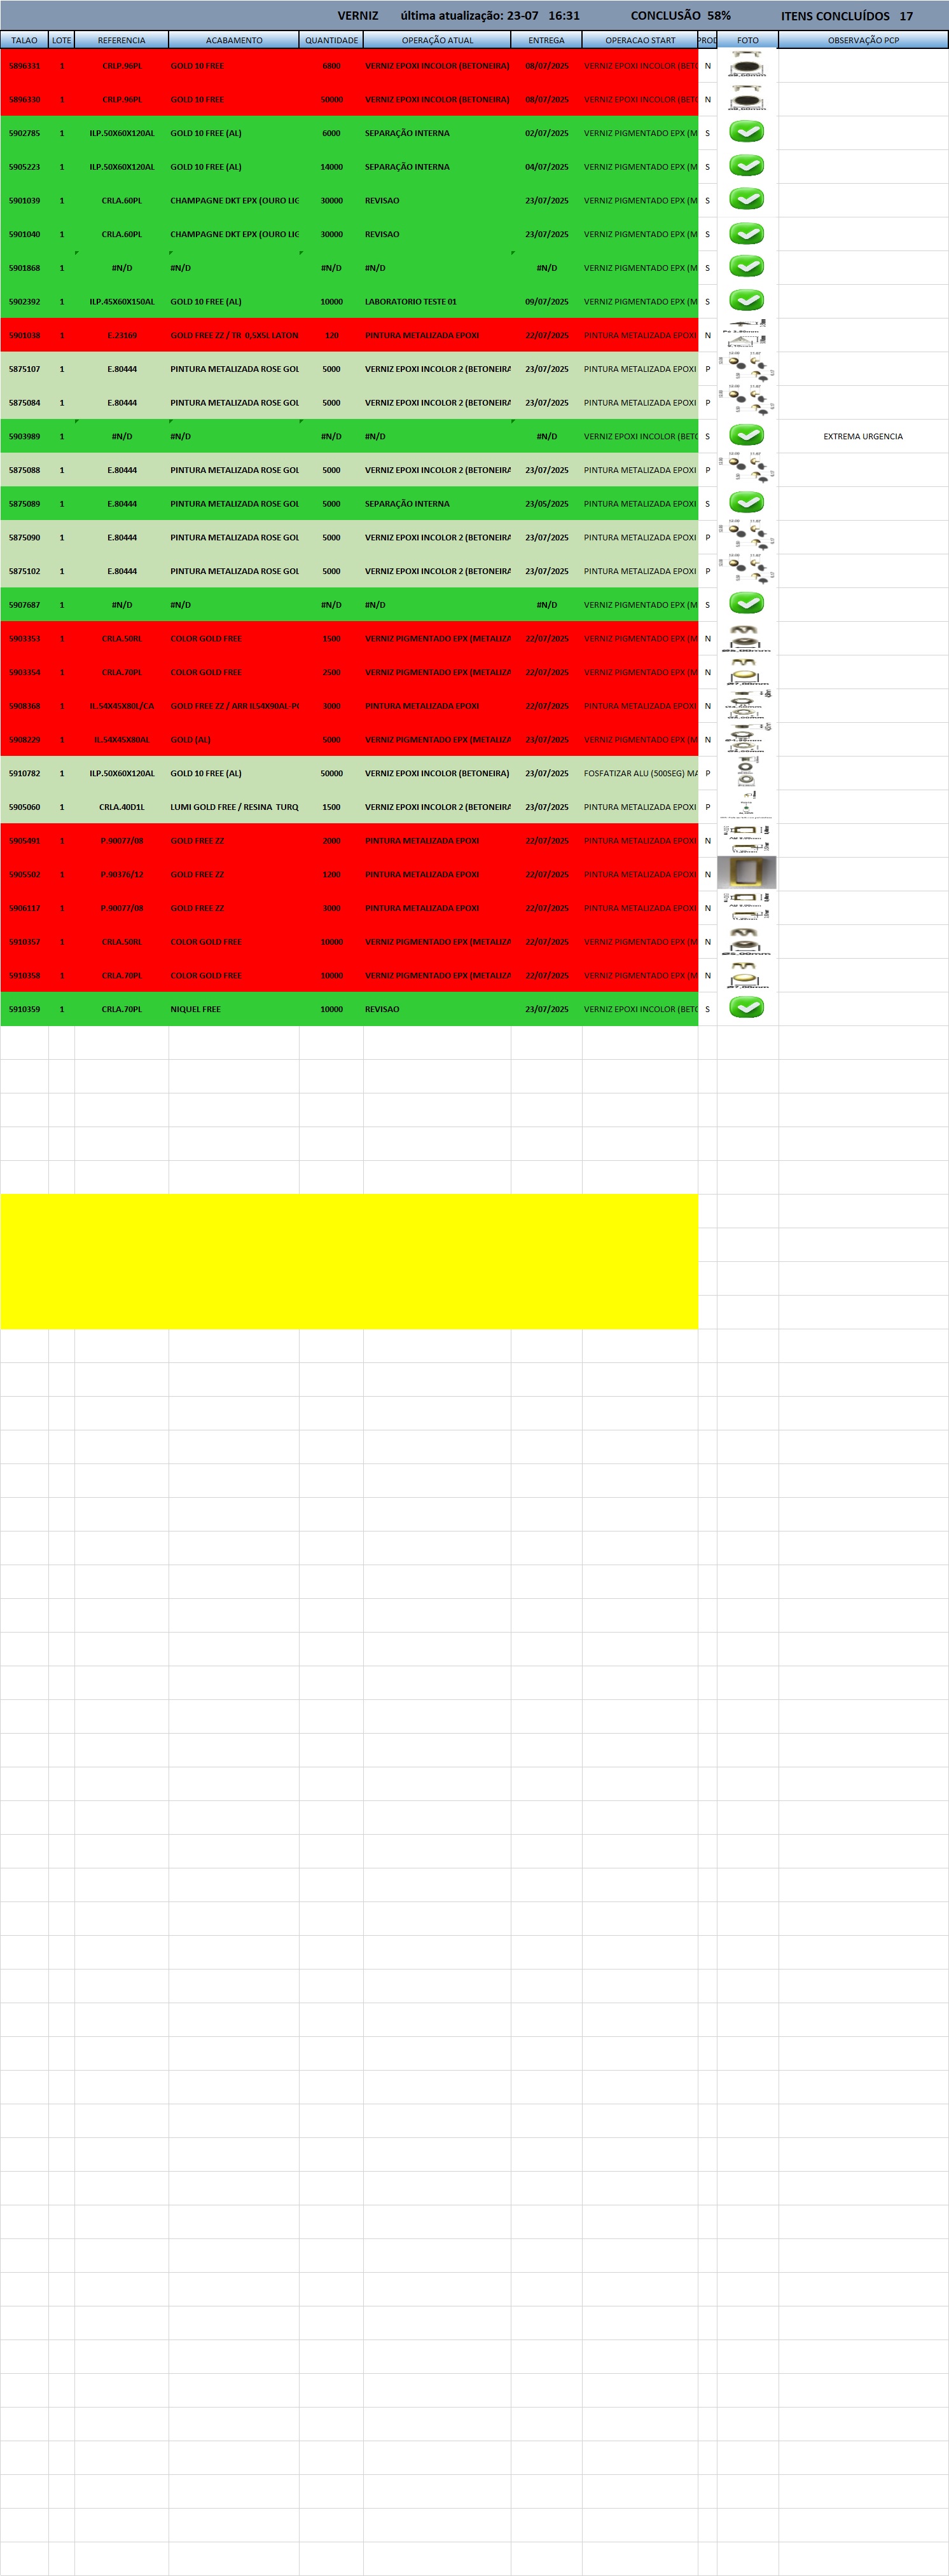 VERNIZ última atualização: 23-07 16:31 CONCLUSÃO 58% ITENS CONCLUÍDOS 17
TALAO LOTE REFERENCIA ACABAMENTO QUANTIDADE OPERAÇÃO ATUAL ENTREGA OPERACAO START PROD FOTO OBSERVAÇÃO PCP
5896331 1 CRLP.96PL GOLD 10 FREE 6800 VERNIZ EPOXI INCOLOR (BETONEIRA) 08/07/2025 VERNIZ EPOXI INCOLOR (BETO N
5896330 1 CRLP.96PL GOLD 10 FREE 50000 VERNIZ EPOXI INCOLOR (BETONEIRA) 08/07/2025 VERNIZ EPOXI INCOLOR (BETO N
5902785 1 ILP.50X60X120AL GOLD 10 FREE (AL) 6000 SEPARAÇÃO INTERNA 02/07/2025 VERNIZ PIGMENTADO EPX (M S
5905223 1 ILP.50X60X120AL GOLD 10 FREE (AL) 14000 SEPARAÇÃO INTERNA 04/07/2025 VERNIZ PIGMENTADO EPX (M S
5901039 1 CRLA.60PL CHAMPAGNE DKT EPX (OURO LIG 30000 REVISAO 23/07/2025 VERNIZ PIGMENTADO EPX (M S
5901040 1 CRLA.60PL CHAMPAGNE DKT EPX (OURO LIG 30000 REVISAO 23/07/2025 VERNIZ PIGMENTADO EPX (M S
5901868 1 #N/D #N/D #N/D #N/D #N/D VERNIZ PIGMENTADO EPX (M S
5902392 1 ILP.45X60X150AL GOLD 10 FREE (AL) 10000 LABORATORIO TESTE 01 09/07/2025 VERNIZ PIGMENTADO EPX (M S
5901038 1 E.23169 GOLD FREE ZZ / TR 0,5X5L LATON 120 PINTURA METALIZADA EPOXI 22/07/2025 PINTURA METALIZADA EPOXI N
5875107 1 E.80444 PINTURA METALIZADA ROSE GOL 5000 VERNIZ EPOXI INCOLOR 2 (BETONEIRA 23/07/2025 PINTURA METALIZADA EPOXI P
5875084 1 E.80444 PINTURA METALIZADA ROSE GOL 5000 VERNIZ EPOXI INCOLOR 2 (BETONEIRA 23/07/2025 PINTURA METALIZADA EPOXI P
5903989 1 #N/D #N/D #N/D #N/D #N/D VERNIZ EPOXI INCOLOR (BETO S EXTREMA URGENCIA
5875088 1 E.80444 PINTURA METALIZADA ROSE GOL 5000 VERNIZ EPOXI INCOLOR 2 (BETONEIRA 23/07/2025 PINTURA METALIZADA EPOXI P
5875089 1 E.80444 PINTURA METALIZADA ROSE GOL 5000 SEPARAÇÃO INTERNA 23/05/2025 PINTURA METALIZADA EPOXI S
5875090 1 E.80444 PINTURA METALIZADA ROSE GOL 5000 VERNIZ EPOXI INCOLOR 2 (BETONEIRA 23/07/2025 PINTURA METALIZADA EPOXI P
5875102 1 E.80444 PINTURA METALIZADA ROSE GOL 5000 VERNIZ EPOXI INCOLOR 2 (BETONEIRA 23/07/2025 PINTURA METALIZADA EPOXI P
5907687 1 #N/D #N/D #N/D #N/D #N/D VERNIZ PIGMENTADO EPX (M S
5903353 1 CRLA.50RL COLOR GOLD FREE 1500 VERNIZ PIGMENTADO EPX (METALIZA 22/07/2025 VERNIZ PIGMENTADO EPX (M N
5903354 1 CRLA.70PL COLOR GOLD FREE 2500 VERNIZ PIGMENTADO EPX (METALIZA 22/07/2025 VERNIZ PIGMENTADO EPX (M N
5908368 1 IL.54X45X80L/CA GOLD FREE ZZ / ARR IL54X90AL-PI 3000 PINTURA METALIZADA EPOXI 22/07/2025 PINTURA METALIZADA EPOXI N
5908229 1 IL.54X45X80AL GOLD (AL) 5000 VERNIZ PIGMENTADO EPX (METALIZA 23/07/2025 VERNIZ PIGMENTADO EPX (M N
5910782 1 ILP.50X60X120AL GOLD 10 FREE (AL) 50000 VERNIZ EPOXI INCOLOR (BETONEIRA) 23/07/2025 FOSFATIZAR ALU (500SEG) MA P
5905060 1 CRLA.40D1L LUMI GOLD FREE / RESINA TURQ 1500 VERNIZ EPOXI INCOLOR 2 (BETONEIRA 23/07/2025 PINTURA METALIZADA EPOXI P
5905491 1 P.90077/08 GOLD FREE ZZ 2000 PINTURA METALIZADA EPOXI 22/07/2025 PINTURA METALIZADA EPOXI N
5905502 1 P.90376/12 GOLD FREE ZZ 1200 PINTURA METALIZADA EPOXI 22/07/2025 PINTURA METALIZADA EPOXI N
5906117 1 P.90077/08 GOLD FREE ZZ 3000 PINTURA METALIZADA EPOXI 22/07/2025 PINTURA METALIZADA EPOXI N
5910357 1 CRLA.50RL COLOR GOLD FREE 10000 VERNIZ PIGMENTADO EPX (METALIZA 22/07/2025 VERNIZ PIGMENTADO EPX (M N
5910358 1 CRLA.70PL COLOR GOLD FREE 10000 VERNIZ PIGMENTADO EPX (METALIZA 22/07/2025 VERNIZ PIGMENTADO EPX (M N
5910359 1 CRLA.70PL NIQUEL FREE 10000 REVISAO 23/07/2025 VERNIZ EPOXI INCOLOR (BETO S